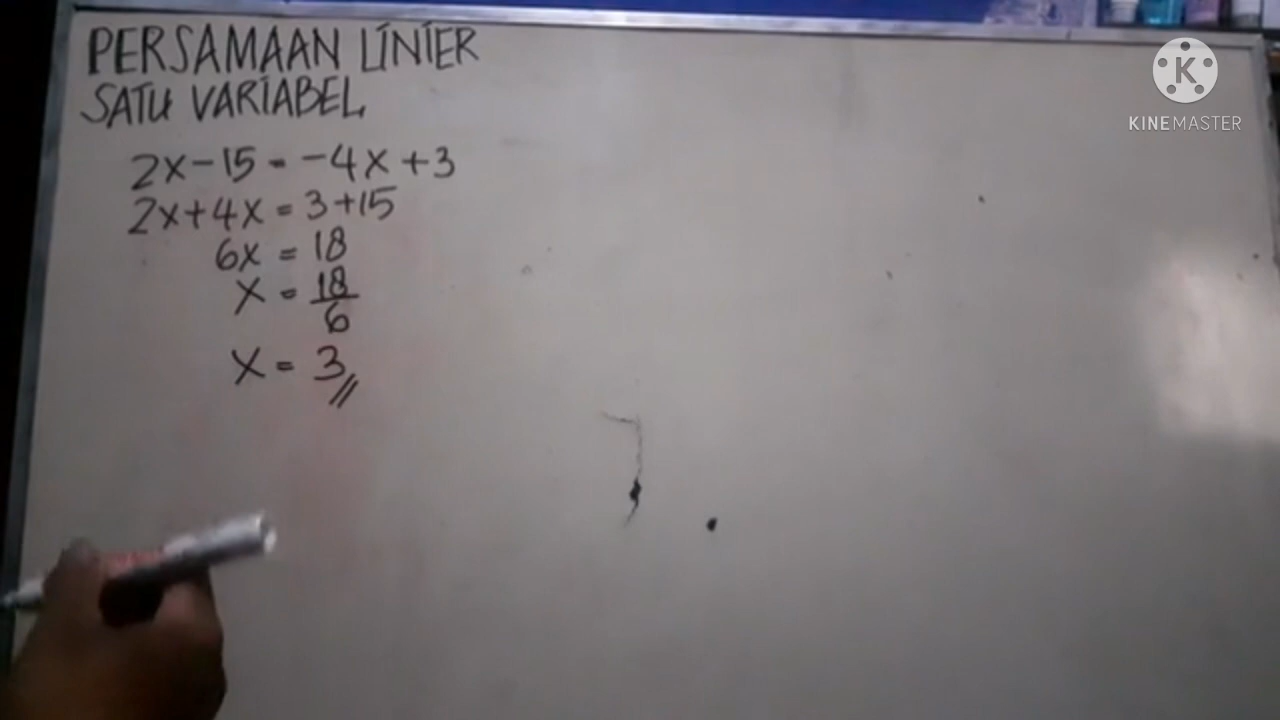 PERSAMAAN LINIER
SATU VARIABEL
2x - 15 = -4x + 3
2x + 4x = 3 + 15
6x = 18
x = 18/6
x = 3
K
KINEMASTER